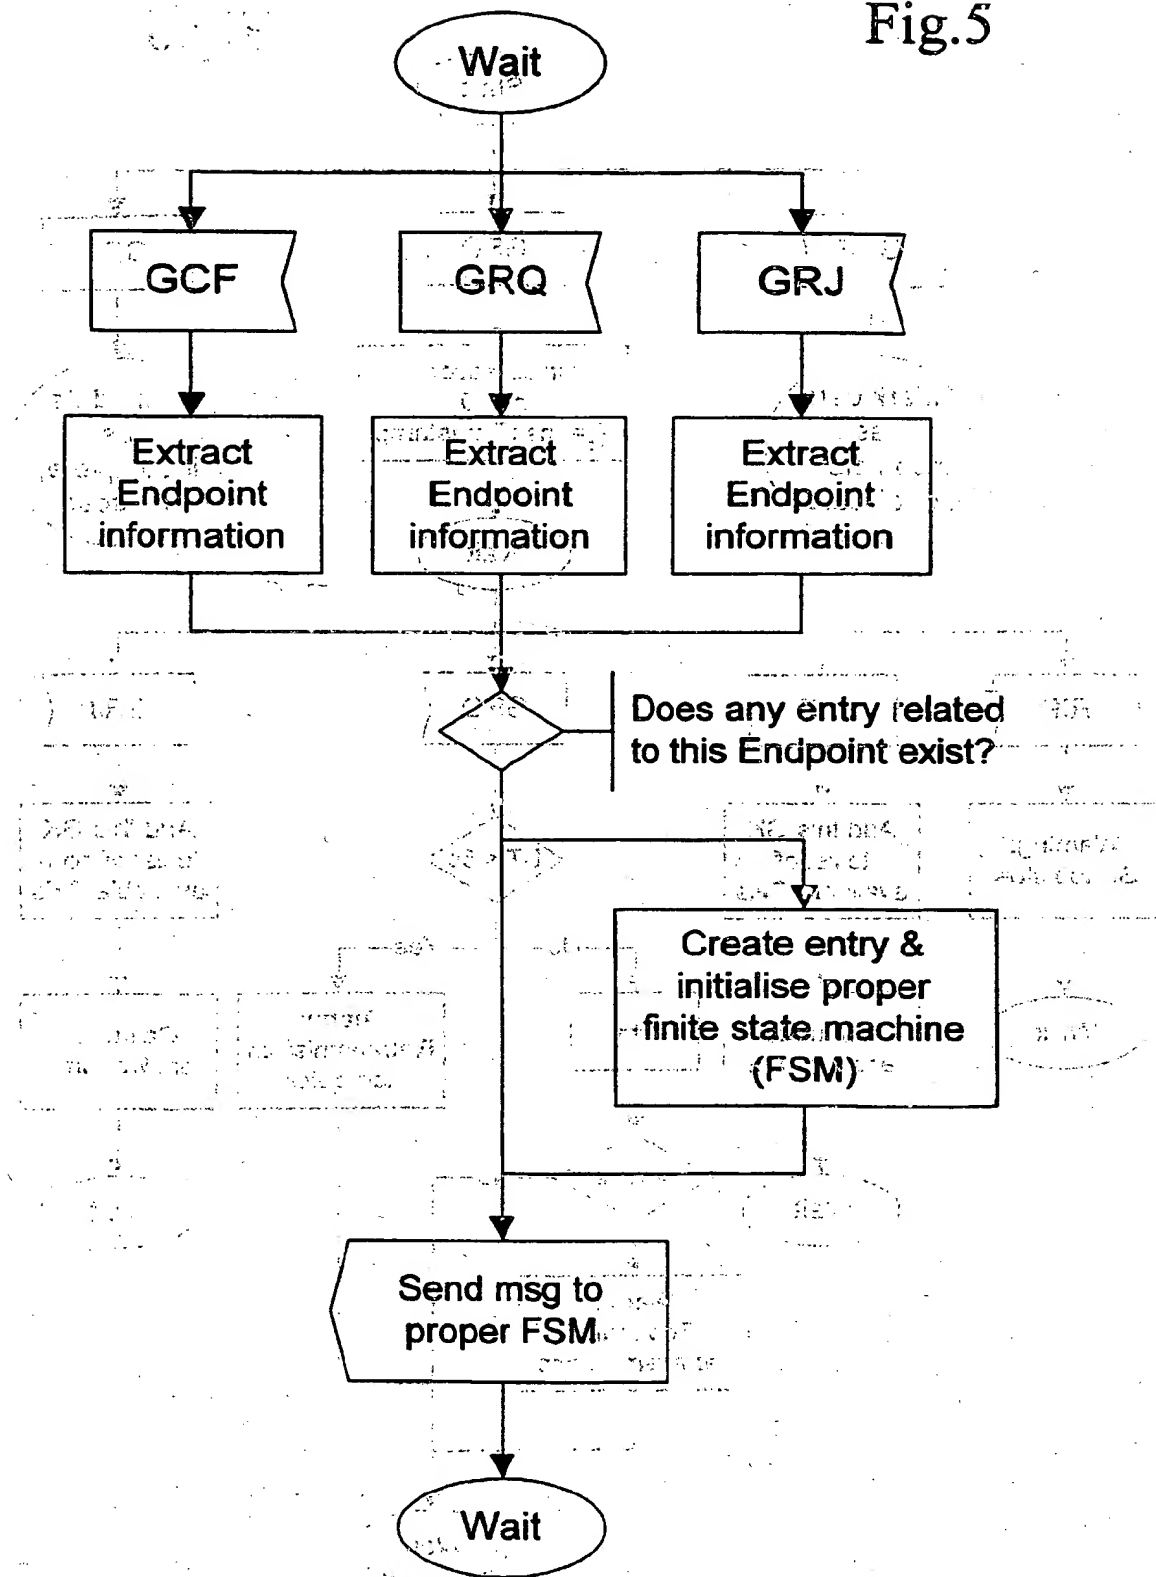 Fig.5
Wait
GCF
GRQ
GRJ
Extract
Endpoint
information
Extract
Endpoint
information
Extract
Endpoint
information
Does any entry related
to this Endpoint exist?
Create entry &
initialise proper
finite state machine
(FSM)
Send msg to
proper FSM
Wait